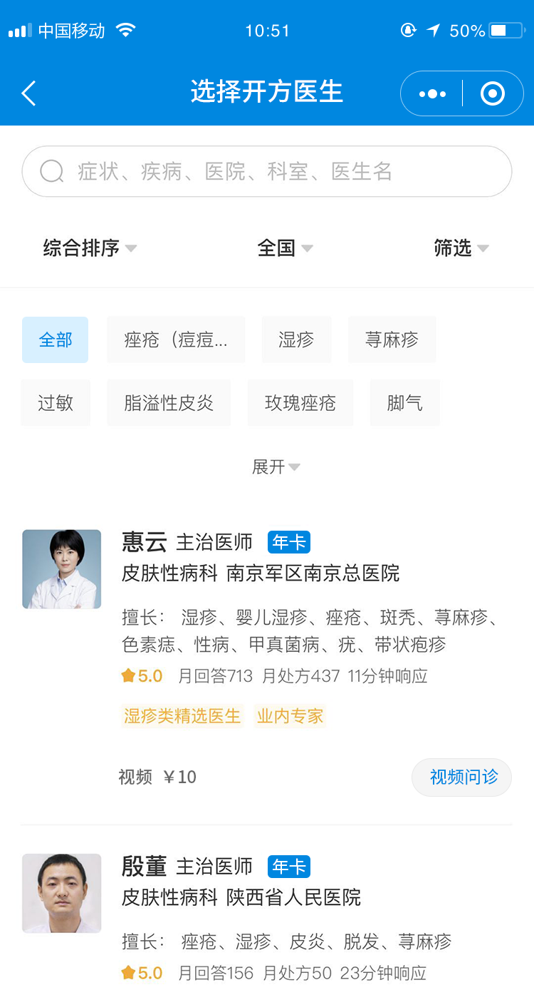 中国移动
10:51
50%
选择开方医生
症状、疾病、医院、科室、医生名
综合排序
全国
筛选
全部
痤疮（痘痘...
湿疹
荨麻疹
过敏
脂溢性皮炎
玫瑰痤疮
脚气
展开
惠云 主治医师 年卡
皮肤性病科 南京军区南京总医院
擅长： 湿疹、婴儿湿疹、痤疮、斑秃、荨麻疹、
色素痣、性病、甲真菌病、疣、带状疱疹
5.0 月回答713 月处方437 11分钟响应
湿疹类精选医生 业内专家
视频 ￥10
视频问诊
殷董 主治医师 年卡
皮肤性病科 陕西省人民医院
擅长： 痤疮、湿疹、皮炎、脱发、荨麻疹
5.0 月回答156 月处方50 23分钟响应